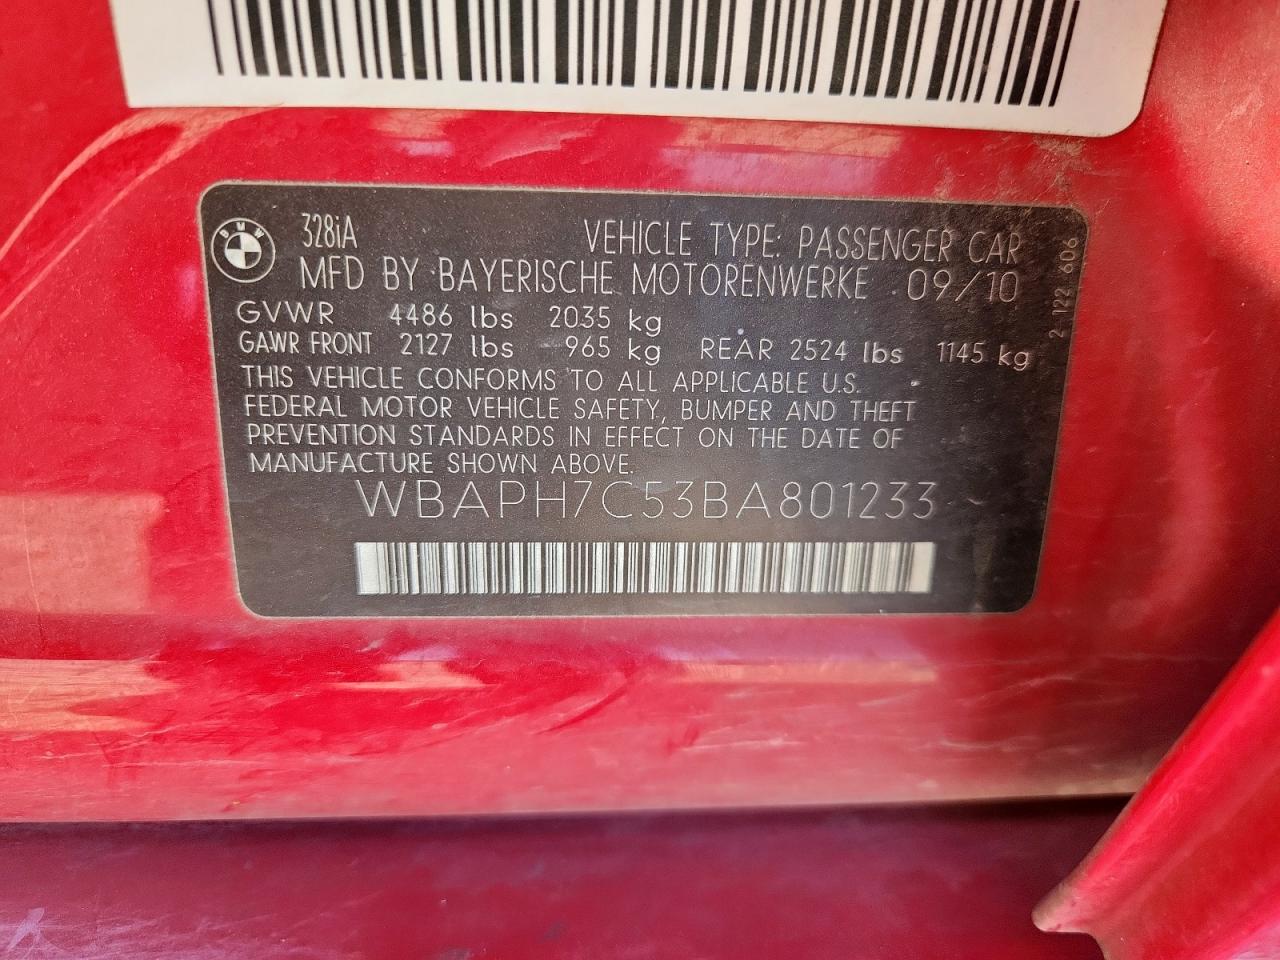 BMW 328iA VEHICLE TYPE: PASSENGER CAR
MFD BY BAYERISCHE MOTORENWERKE 09/10
GVWR 4486 lbs 2035 kg
GAWR FRONT 2127 lbs 965 kg REAR 2524 lbs 1145 kg
THIS VEHICLE CONFORMS TO ALL APPLICABLE U.S.
FEDERAL MOTOR VEHICLE SAFETY, BUMPER AND THEFT
PREVENTION STANDARDS IN EFFECT ON THE DATE OF
MANUFACTURE SHOWN ABOVE.
WBAPH7C53BA801233
2 122 606